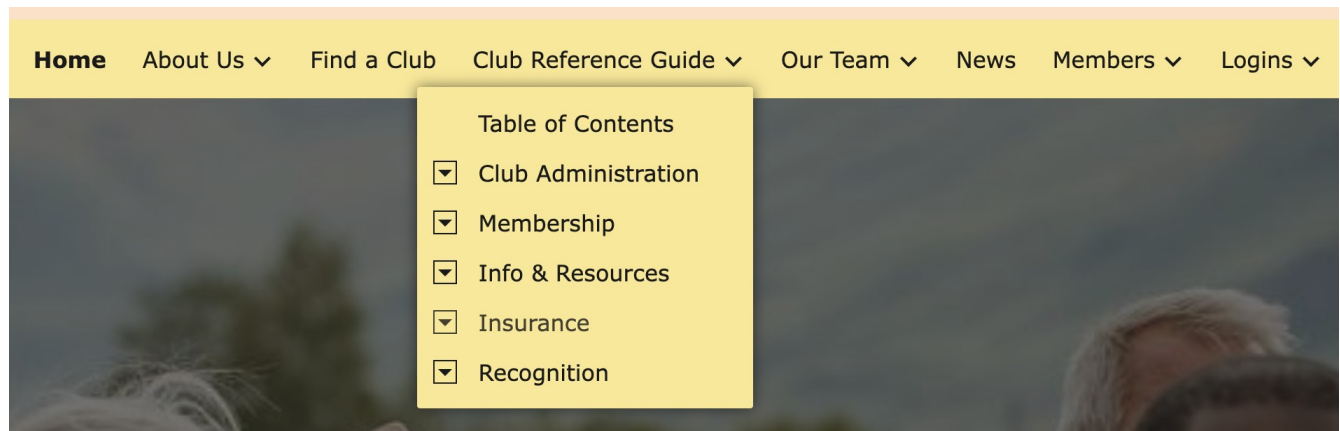 Home About Us Find a Club Club Reference Guide Our Team News Members Logins
Table of Contents
Club Administration
Membership
Info & Resources
Insurance
Recognition